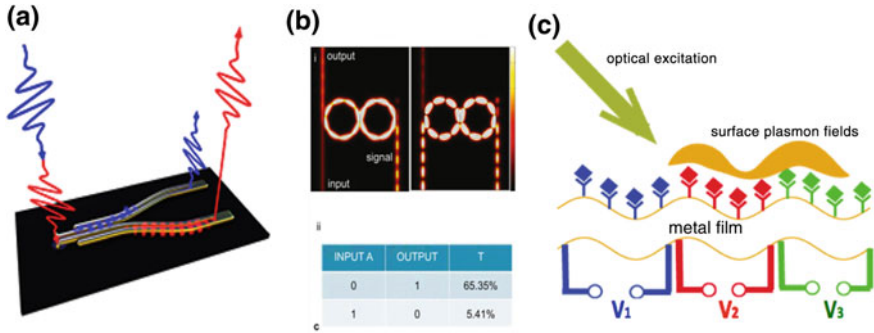 (a)
(b)
(c)
i
output
signal
input
ii
INPUT A OUTPUT T
0 1 65.35%
1 0 5.41%
c
optical excitation
surface plasmon fields
metal film
V1 V2 V3